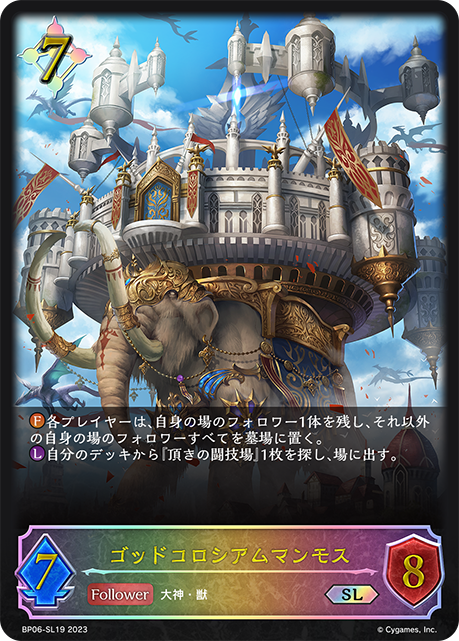 7
F各プレイヤーは、自身の場のフォロワー1体を残し、それ以外
の自身の場のフォロワーすべてを墓場に置く。
L自分のデッキから『頂きの闘技場』1枚を探し、場に出す。
ゴッドコロシアムマンモス
7
Follower 大神・獣
SL
8
BP06-SL19 2023
© Cygames, Inc.